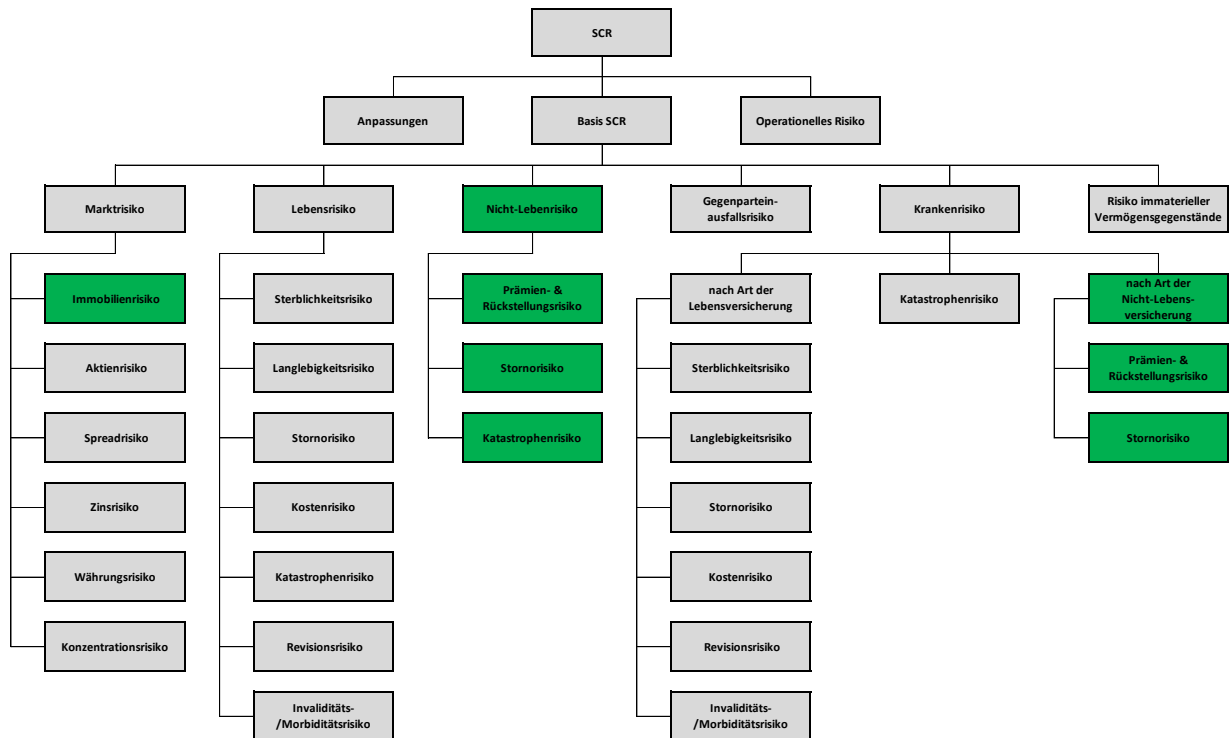 SCR
Anpassungen
Basis SCR
Operationelles Risiko
Marktrisiko
Lebensrisiko
Nicht-Lebenrisiko
Gegenpartein-
ausfallsrisiko
Krankenrisiko
Risiko immaterieller
Vermögensgegenstände
Immobilienrisiko
Sterblichkeitsrisiko
Prämien- &
Rückstellungsrisiko
nach Art der
Lebensversicherung
Katastrophenrisiko
nach Art der
Nicht-Lebens-
versicherung
Aktienrisiko
Langlebigkeitsrisiko
Stornorisiko
Sterblichkeitsrisiko
Prämien- &
Rückstellungsrisiko
Spreadrisiko
Stornorisiko
Katastrophenrisiko
Langlebigkeitsrisiko
Stornorisiko
Zinsrisiko
Kostenrisiko
Stornorisiko
Währungsrisiko
Katastrophenrisiko
Kostenrisiko
Konzentrationsrisiko
Revisionsrisiko
Revisionsrisiko
Invaliditäts-
/Morbiditätsrisiko
Invaliditäts-
/Morbiditätsrisiko